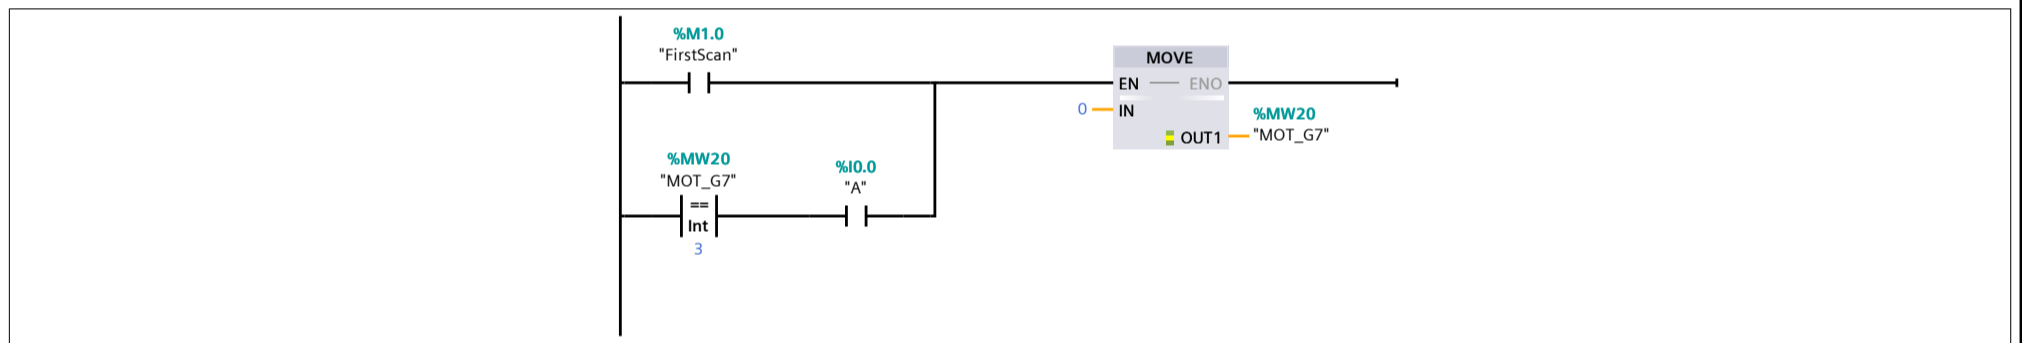 %M1.0
"FirstScan"
MOVE
EN ENO
0 IN
%MW20
OUT1 "MOT_G7"
%MW20
"MOT_G7"
%I0.0
"A"
==
Int
3